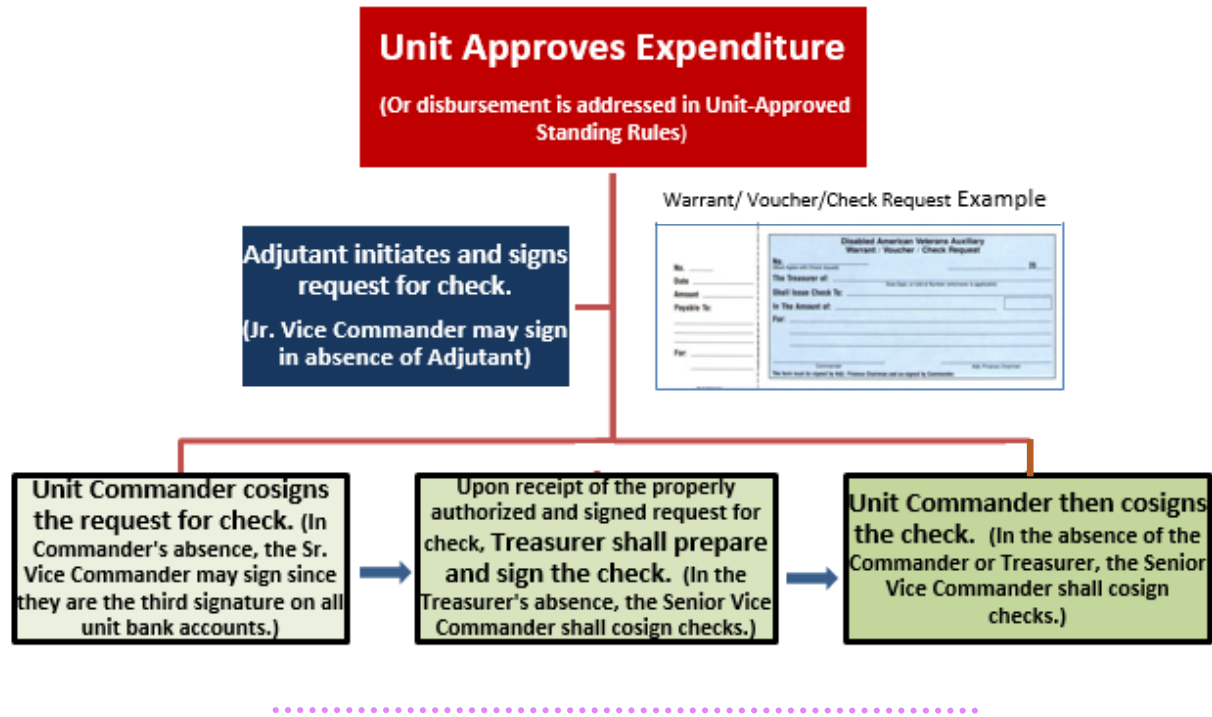 Unit Approves Expenditure
(Or disbursement is addressed in Unit-Approved
Standing Rules)
Warrant/ Voucher/Check Request Example
Adjutant initiates and signs
request for check.
(Jr. Vice Commander may sign
in absence of Adjutant)
No.
Date
Amount
Payable To:
For:
Disabled American Veterans Auxiliary
Warrant / Voucher / Check Request
No.
The Treasurer of:
Shall Issue Check To:
In The Amount of:
For:
Commander
Unit Commander cosigns
the request for check. (In
Commander's absence, the Sr.
Vice Commander may sign since
they are the third signature on all
unit bank accounts.)
Upon receipt of the properly
authorized and signed request for
check, Treasurer shall prepare
and sign the check. (In the
Treasurer's absence, the Senior Vice
Commander shall cosign checks.)
Unit Commander then cosigns
the check. (In the absence of the
Commander or Treasurer, the Senior
Vice Commander shall cosign
checks.)